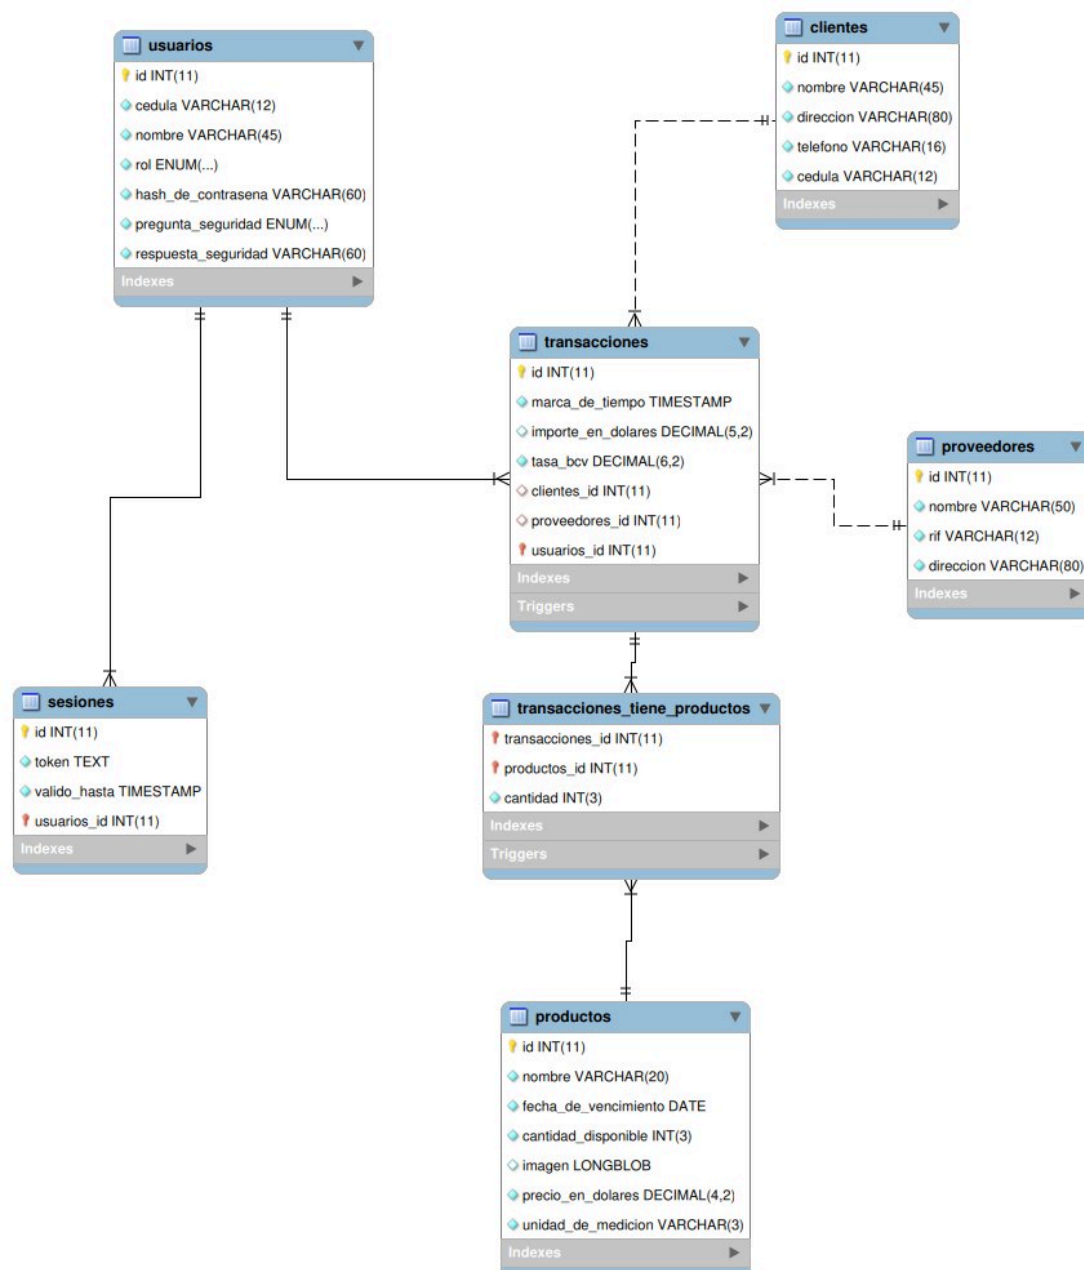 usuarios
id INT(11)
cedula VARCHAR(12)
nombre VARCHAR(45)
rol ENUM(...)
hash_de_contrasena VARCHAR(60)
pregunta_seguridad ENUM(...)
respuesta_seguridad VARCHAR(60)
Indexes
clientes
id INT(11)
nombre VARCHAR(45)
direccion VARCHAR(80)
telefono VARCHAR(16)
cedula VARCHAR(12)
Indexes
transacciones
id INT(11)
marca_de_tiempo TIMESTAMP
importe_en_dolares DECIMAL(5,2)
tasa_bcv DECIMAL(6,2)
clientes_id INT(11)
proveedores_id INT(11)
usuarios_id INT(11)
Indexes
Triggers
proveedores
id INT(11)
nombre VARCHAR(50)
rif VARCHAR(12)
direccion VARCHAR(80)
Indexes
sesiones
id INT(11)
token TEXT
valido_hasta TIMESTAMP
usuarios_id INT(11)
Indexes
transacciones_tiene_productos
transacciones_id INT(11)
productos_id INT(11)
cantidad INT(3)
Indexes
Triggers
productos
id INT(11)
nombre VARCHAR(20)
fecha_de_vencimiento DATE
cantidad_disponible INT(3)
imagen LONGBLOB
precio_en_dolares DECIMAL(4,2)
unidad_de_medicion VARCHAR(3)
Indexes